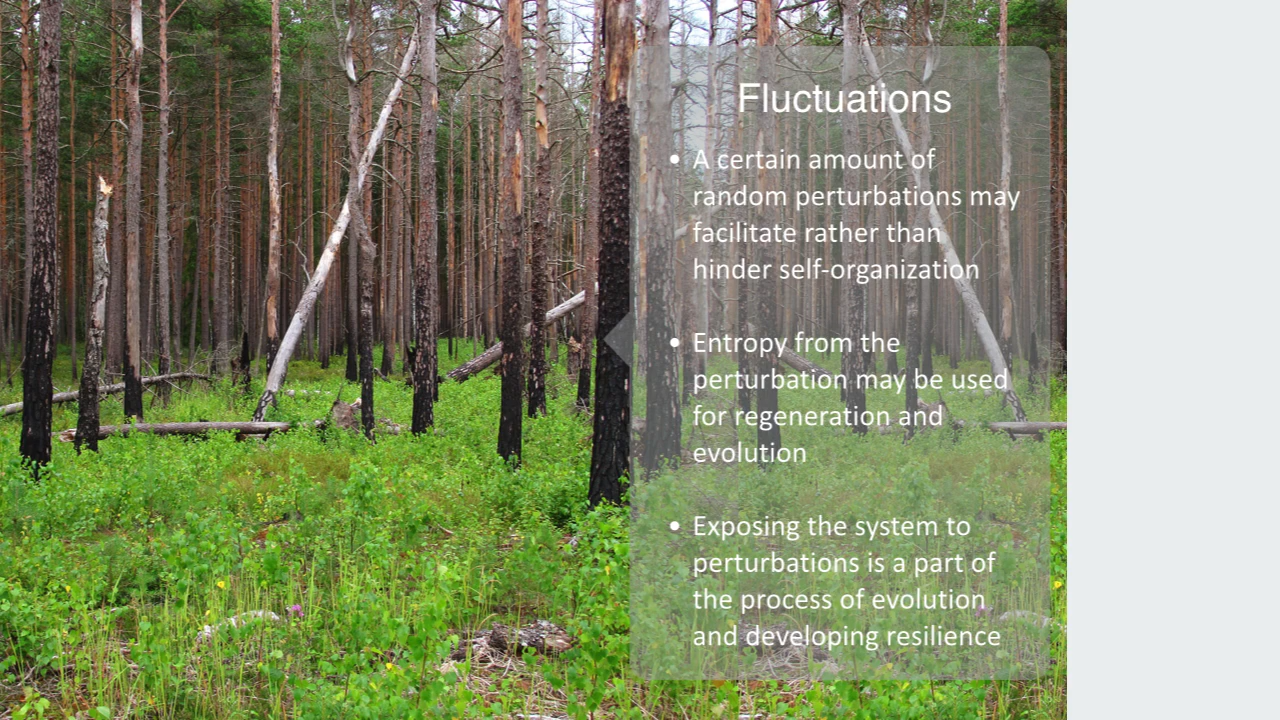 Fluctuations
• A certain amount of
random perturbations may
facilitate rather than
hinder self-organization
• Entropy from the
perturbation may be used
for regeneration and
evolution
• Exposing the system to
perturbations is a part of
the process of evolution
and developing resilience